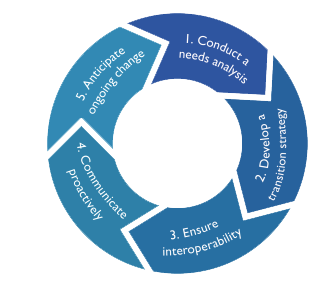 1. Conduct a
needs analysis
2. Develop a
transition strategy
3. Ensure
interoperability
4. Communicate
proactively
5. Anticipate
ongoing change